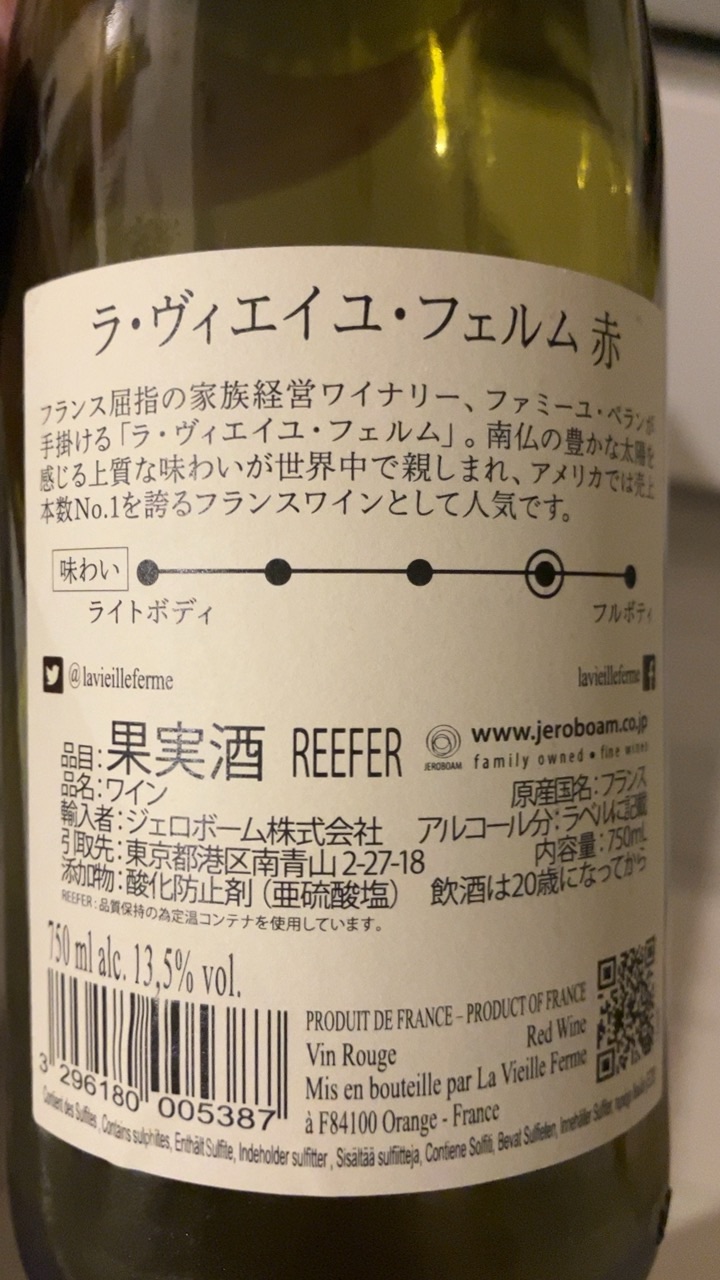 ラ・ヴィエイユ・フェルム 赤
フランス屈指の家族経営ワイナリー、ファミーユ・ペランが
手掛ける「ラ・ヴィエイユ・フェルム」。南仏の豊かな太陽を
感じる上質な味わいが世界中で親しまれ、アメリカでは売上
本数No.1を誇るフランスワインとして人気です。
味わい
ライトボディ フルボディ
@lavieilleferme lavieilleferme
品目:果実酒 REEFER JEROBOAM www.jeroboam.co.jp
family owned • fine wines
品名:ワイン 原産国名:フランス
輸入者:ジェロボーム株式会社 アルコール分:ラベルに記載
引取先:東京都港区南青山 2-27-18 内容量:750mL
添加物:酸化防止剤(亜硫酸塩) 飲酒は20歳になってから
REEFER:品質保持の為定温コンテナを使用しています。
750 ml alc. 13,5% vol.
PRODUIT DE FRANCE – PRODUCT OF FRANCE
Vin Rouge Red Wine
Mis en bouteille par La Vieille Ferme
à F84100 Orange - France
3 296180 005387
Contient des Sulfites, Contains sulphites, Enthält Sulfite, Indeholder sulfitter, Sisältää sulfiitteja, Contiene Solfiti, Bevat Sulfieten, Innehåller Sulfiter,